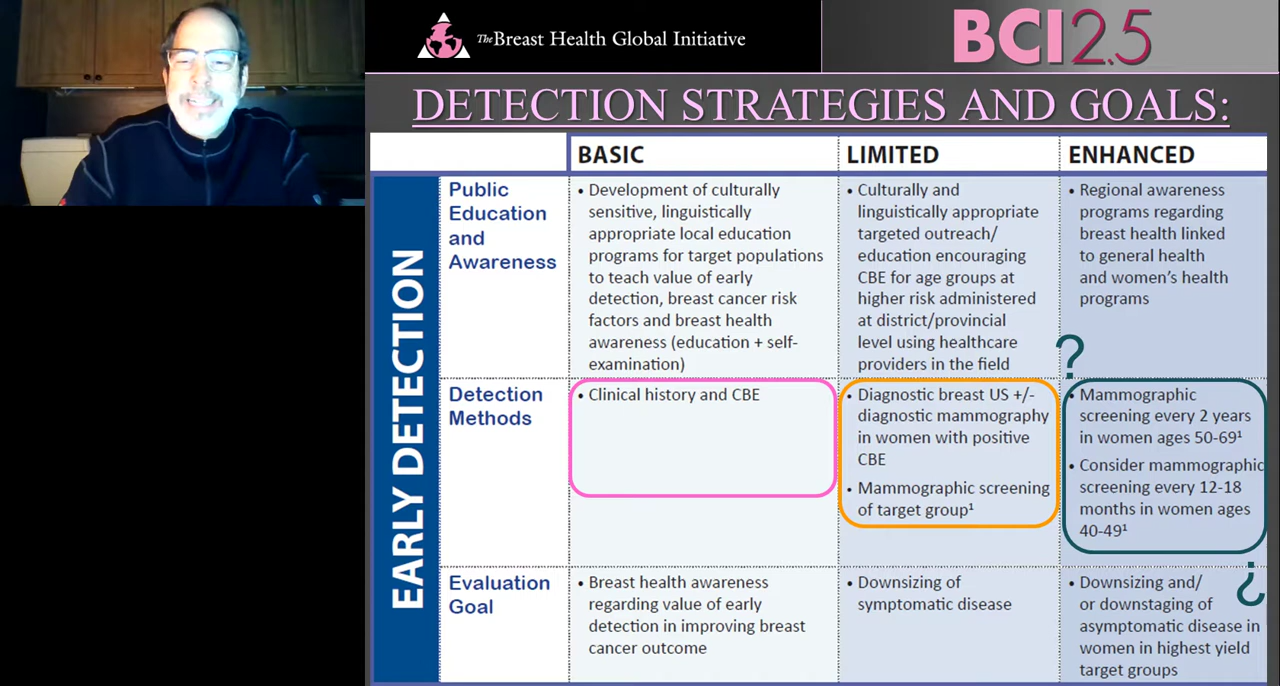 The Breast Health Global Initiative
BCI2.5
DETECTION STRATEGIES AND GOALS:
BASIC
LIMITED
ENHANCED
EARLY DETECTION
Public
Education
and
Awareness
• Development of culturally
sensitive, linguistically
appropriate local education
programs for target populations
to teach value of early
detection, breast cancer risk
factors and breast health
awareness (education + self-
examination)
• Culturally and
linguistically appropriate
targeted outreach/
education encouraging
CBE for age groups at
higher risk administered
at district/provincial
level using healthcare
providers in the field
• Regional awareness
programs regarding
breast health linked
to general health
and women’s health
programs
?
Detection
Methods
• Clinical history and CBE
• Diagnostic breast US +/-
diagnostic mammography
in women with positive
CBE
• Mammographic screening
of target group¹
• Mammographic
screening every 2 years
in women ages 50-69¹
• Consider mammographic
screening every 12-18
months in women ages
40-49¹
¿
Evaluation
Goal
• Breast health awareness
regarding value of early
detection in improving breast
cancer outcome
• Downsizing of
symptomatic disease
• Downsizing and/
or downstaging of
asymptomatic disease in
women in highest yield
target groups